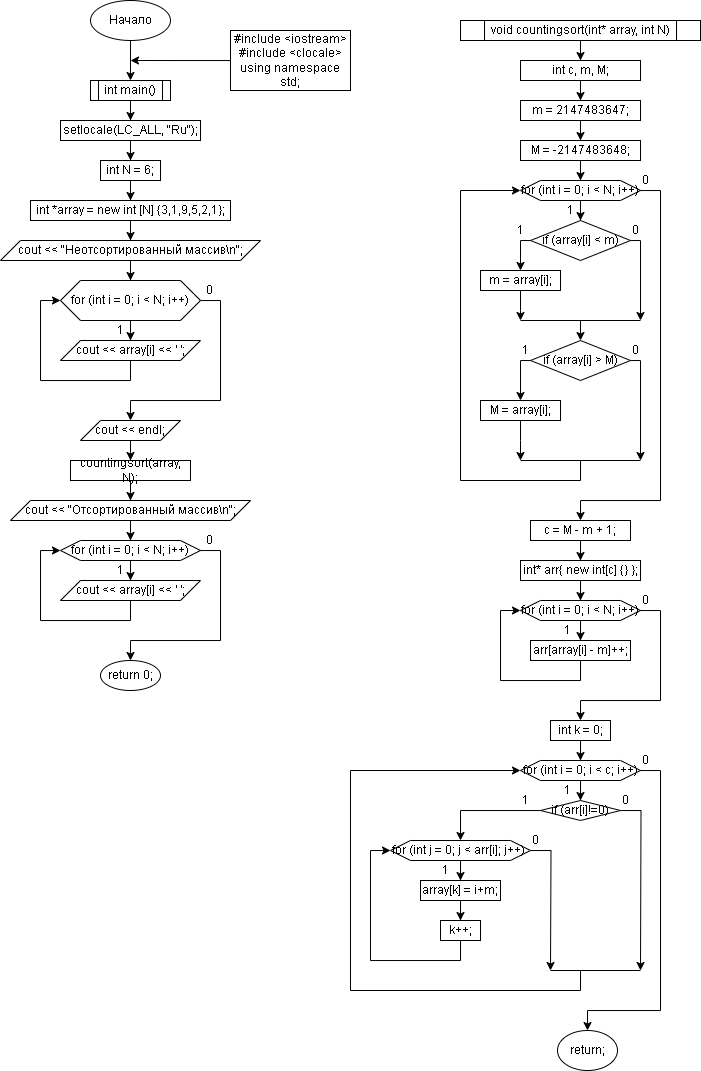 Начало
#include <iostream>
#include <clocale>
using namespace
std;
int main()
setlocale(LC_ALL, "Ru");
int N = 6;
int *array = new int [N] {3,1,9,5,2,1};
cout << "Неотсортированный массив\n";
for (int i = 0; i < N; i++)
0
1
cout << array[i] << ' ';
cout << endl;
countingsort(array,
N);
cout << "Отсортированный массив\n";
for (int i = 0; i < N; i++)
0
1
cout << array[i] << ' ';
return 0;
void countingsort(int* array, int N)
int c, m, M;
m = 2147483647;
M = -2147483648;
for (int i = 0; i < N; i++)
0
1
if (array[i] < m)
1
0
m = array[i];
if (array[i] > M)
1
0
M = array[i];
c = M - m + 1;
int* arr{ new int[c] {} };
for (int i = 0; i < N; i++)
0
1
arr[array[i] - m]++;
int k = 0;
for (int i = 0; i < c; i++)
0
1
if (arr[i]!=0)
1
0
for (int j = 0; j < arr[i]; j++)
0
1
array[k] = i+m;
k++;
return;